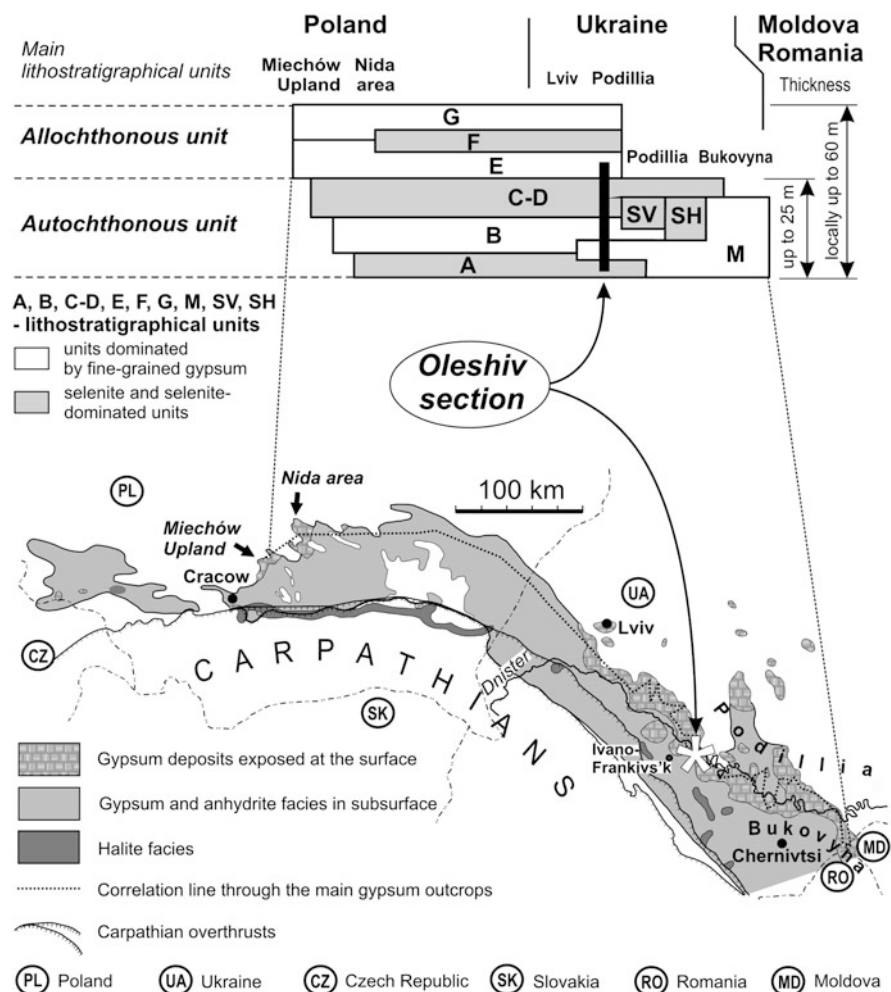 Poland
Ukraine
Moldova
Romania
Main
lithostratigraphical units
Miechów
Upland
Nida
area
Lviv Podillia
Thickness
Allochthonous unit
G
F
E
Podillia Bukovyna
Autochthonous unit
C-D
SV
SH
B
A
M
up to 25 m
locally up to 60 m
A, B, C-D, E, F, G, M, SV, SH
- lithostratigraphical units
units dominated
by fine-grained gypsum
selenite and selenite-
dominated units
Oleshiv
section
100 km
PL
Nida area
Miechów
Upland
Cracow
UA
Lviv
CZ
CARPATHIANS
Dnister
SK
Podillia
Ivano-
Frankivs'k
Bukovyna
Chernivtsi
RO
MD
Gypsum deposits exposed at the surface
Gypsum and anhydrite facies in subsurface
Halite facies
Correlation line through the main gypsum outcrops
Carpathian overthrusts
PL Poland UA Ukraine CZ Czech Republic SK Slovakia RO Romania MD Moldova